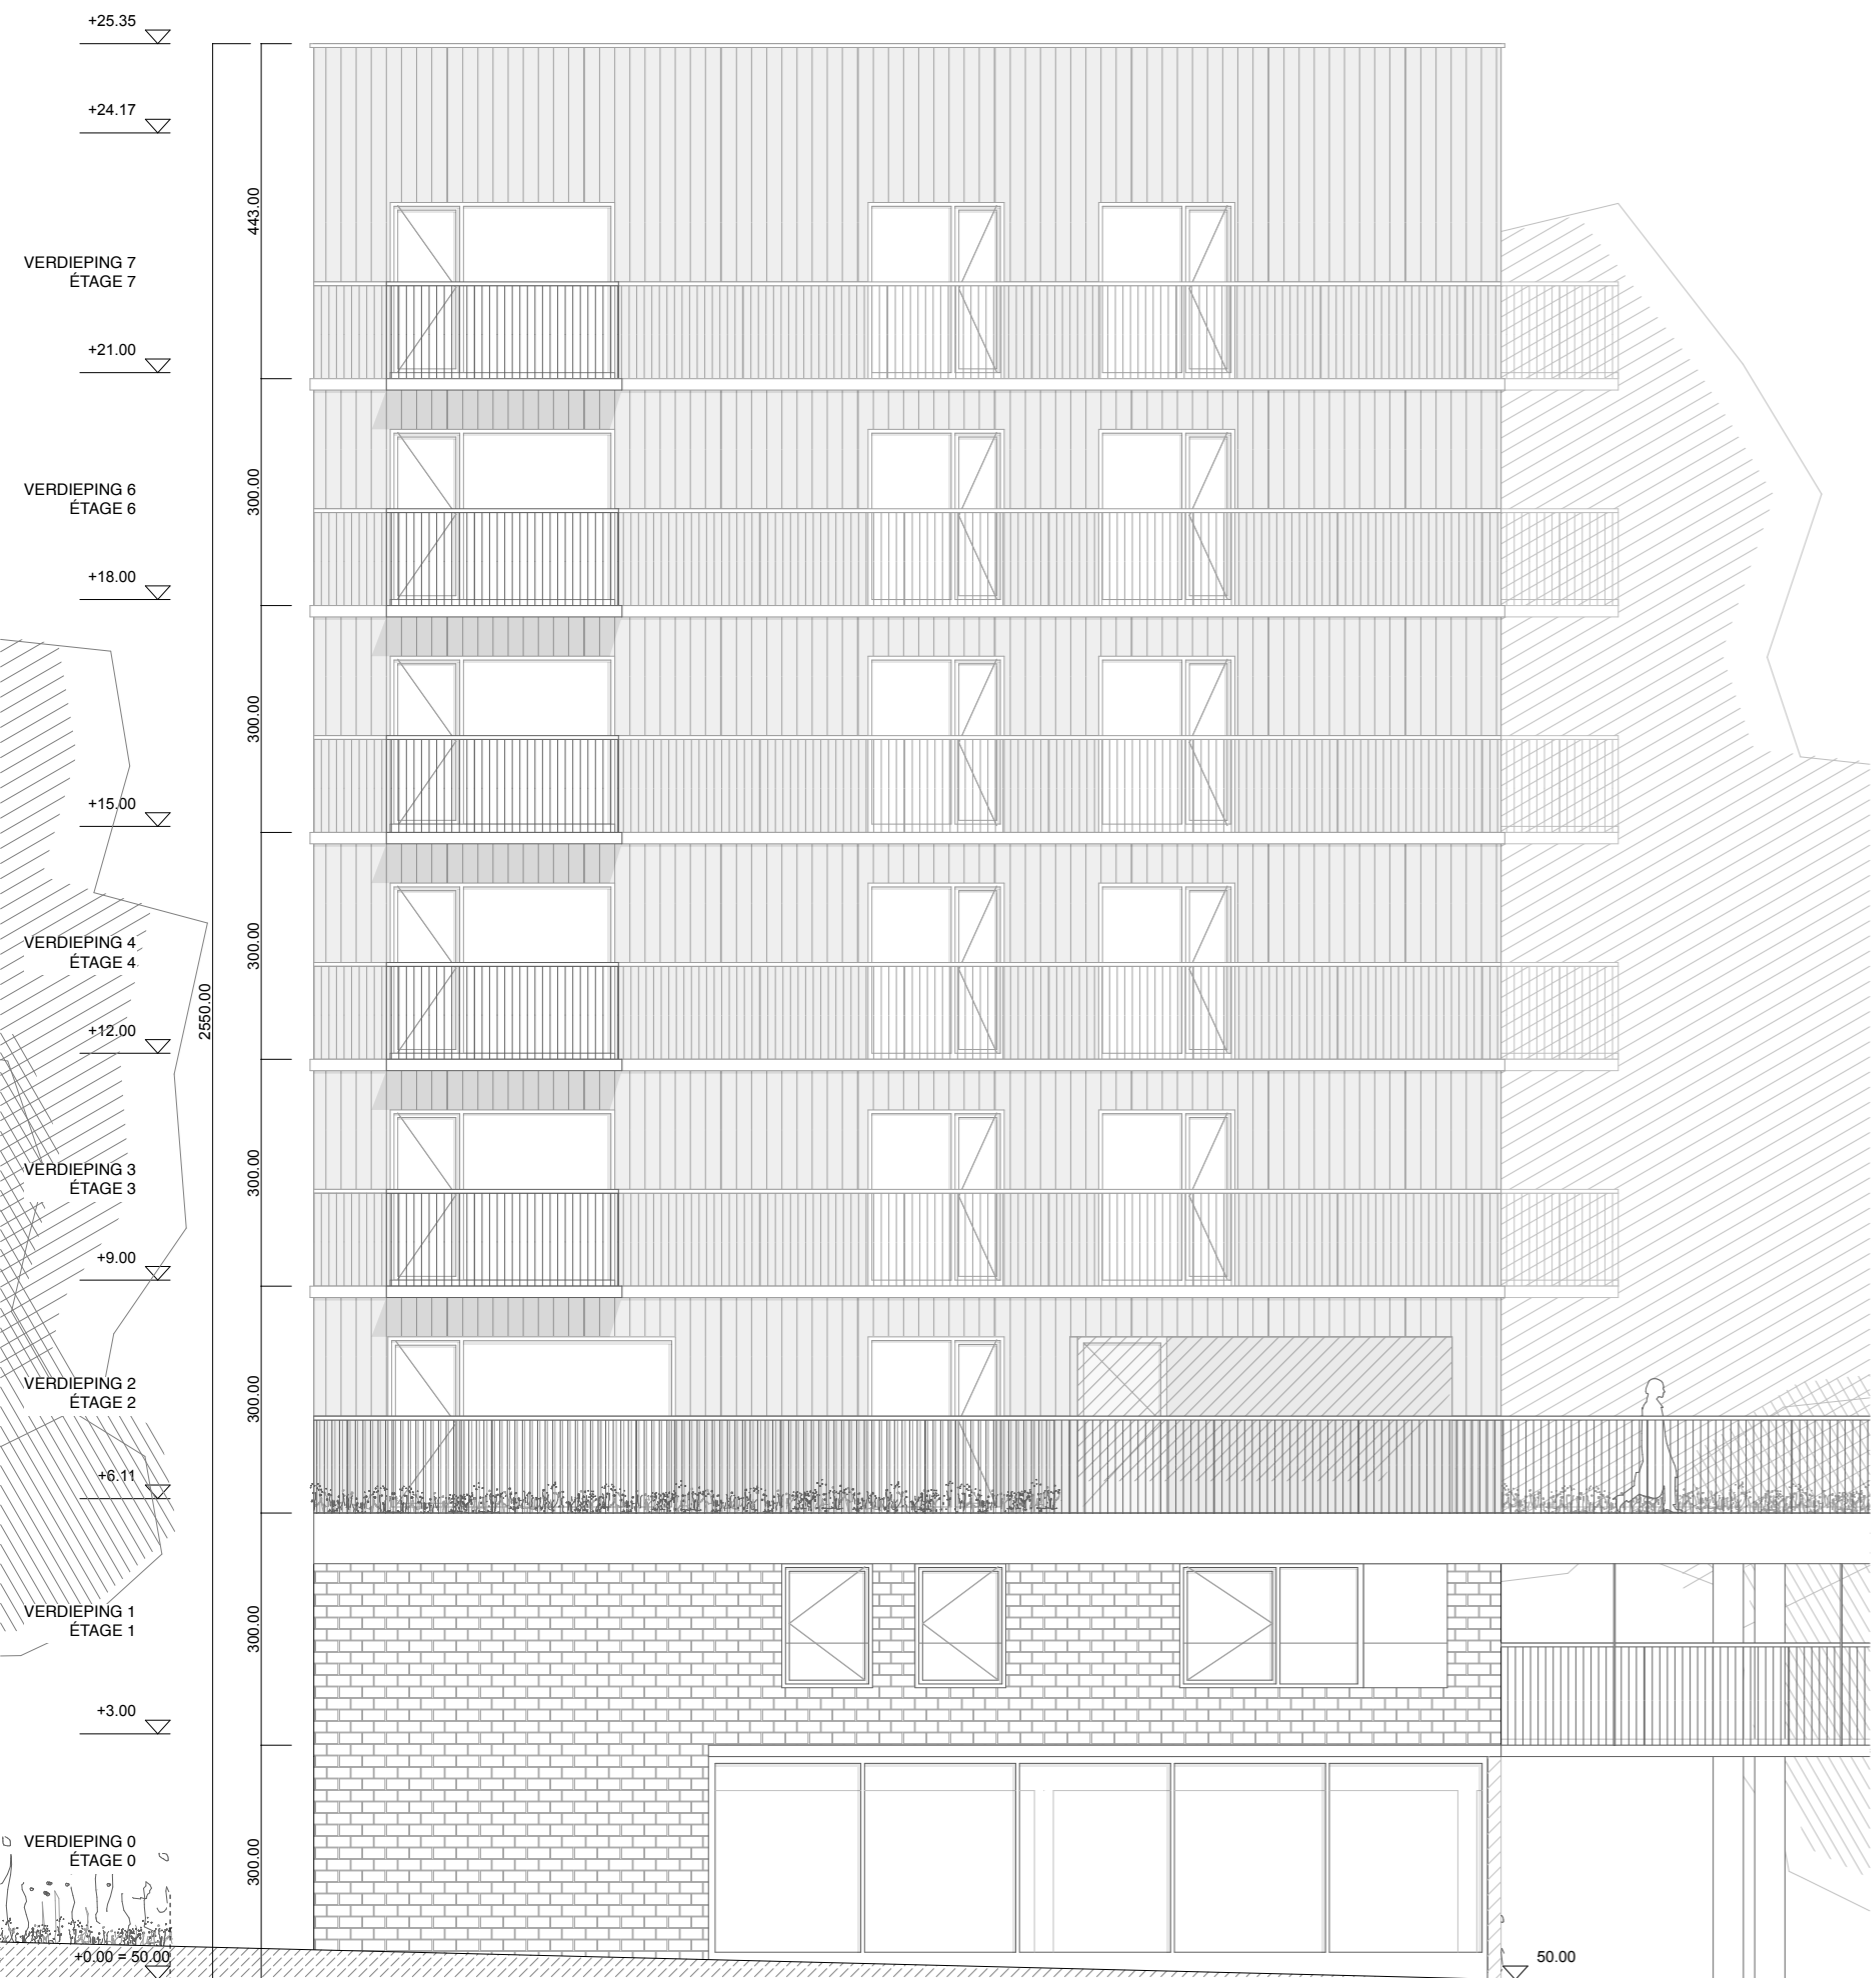 +25.35
+24.17
443.00
VERDIEPING 7
ÉTAGE 7
+21.00
300.00
VERDIEPING 6
ÉTAGE 6
+18.00
300.00
+15.00
300.00
VERDIEPING 4
ÉTAGE 4
2550.00
+12.00
300.00
VERDIEPING 3
ÉTAGE 3
+9.00
300.00
VERDIEPING 2
ÉTAGE 2
+6.11
300.00
VERDIEPING 1
ÉTAGE 1
+3.00
300.00
VERDIEPING 0
ÉTAGE 0
+0.00 = 50.00
50.00